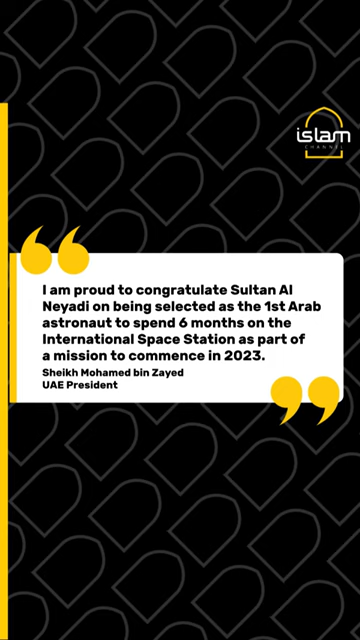 islam
CHANNEL
I am proud to congratulate Sultan Al
Neyadi on being selected as the 1st Arab
astronaut to spend 6 months on the
International Space Station as part of
a mission to commence in 2023.
Sheikh Mohamed bin Zayed
UAE President